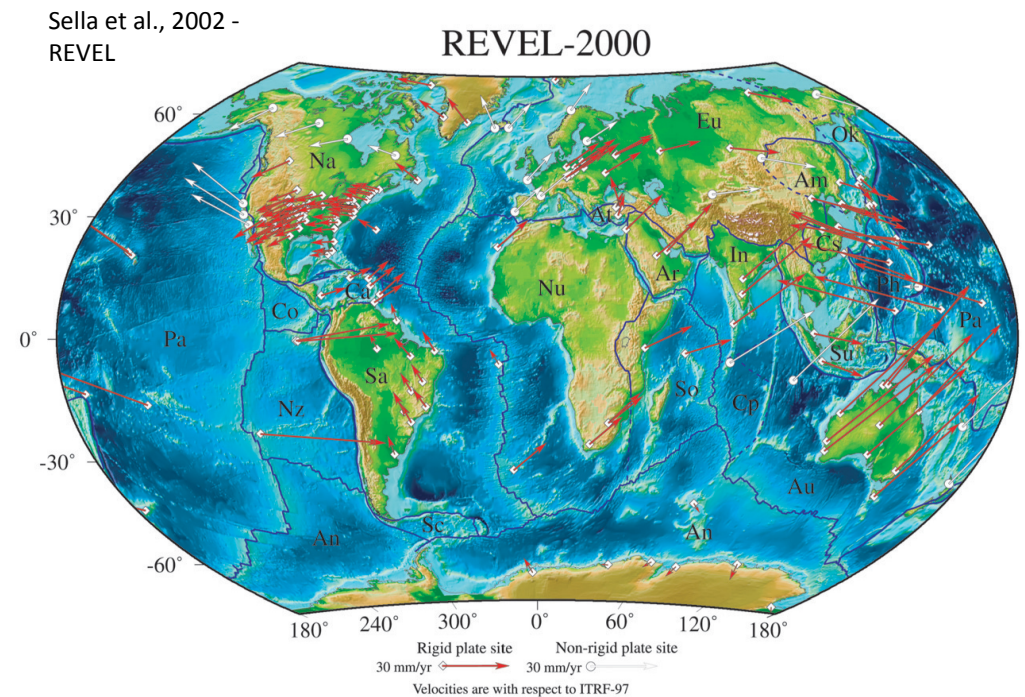 Sella et al., 2002 -
REVEL
REVEL-2000
60°
30°
0°
-30°
-60°
Eu
Ok
Na
Am
At
Cs
In
Ar
Ca
Nu
Ph
Co
Pa
Pa
Su
Sa
So
Nz
Cp
Au
Sc
An
An
180°
240°
300°
0°
60°
120°
180°
Rigid plate site
Non-rigid plate site
30 mm/yr
30 mm/yr
Velocities are with respect to ITRF-97